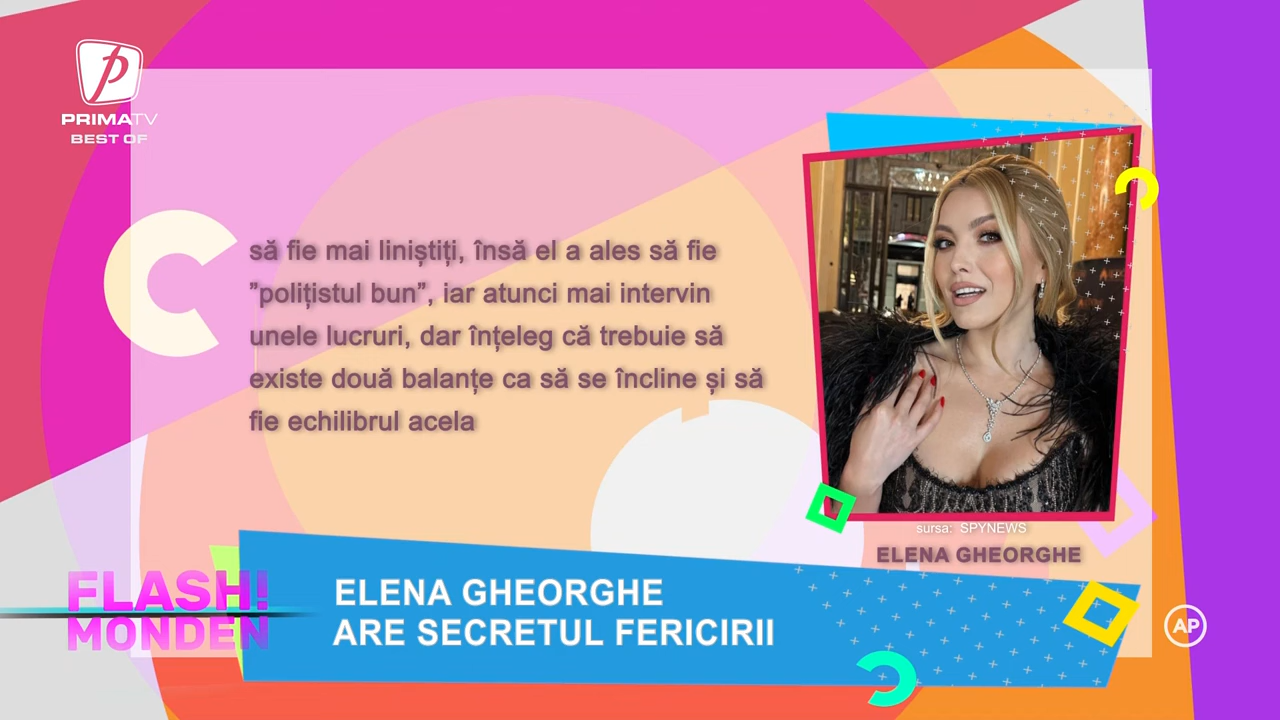 PRIMATV
BEST OF
să fie mai liniștiți, însă el a ales să fie
”polițistul bun”, iar atunci mai intervin
unele lucruri, dar înțeleg că trebuie să
existe două balanțe ca să se încline și să
fie echilibrul acela
sursa: SPYNEWS
ELENA GHEORGHE
FLASH!
MONDEN
ELENA GHEORGHE
ARE SECRETUL FERICIRII
AP